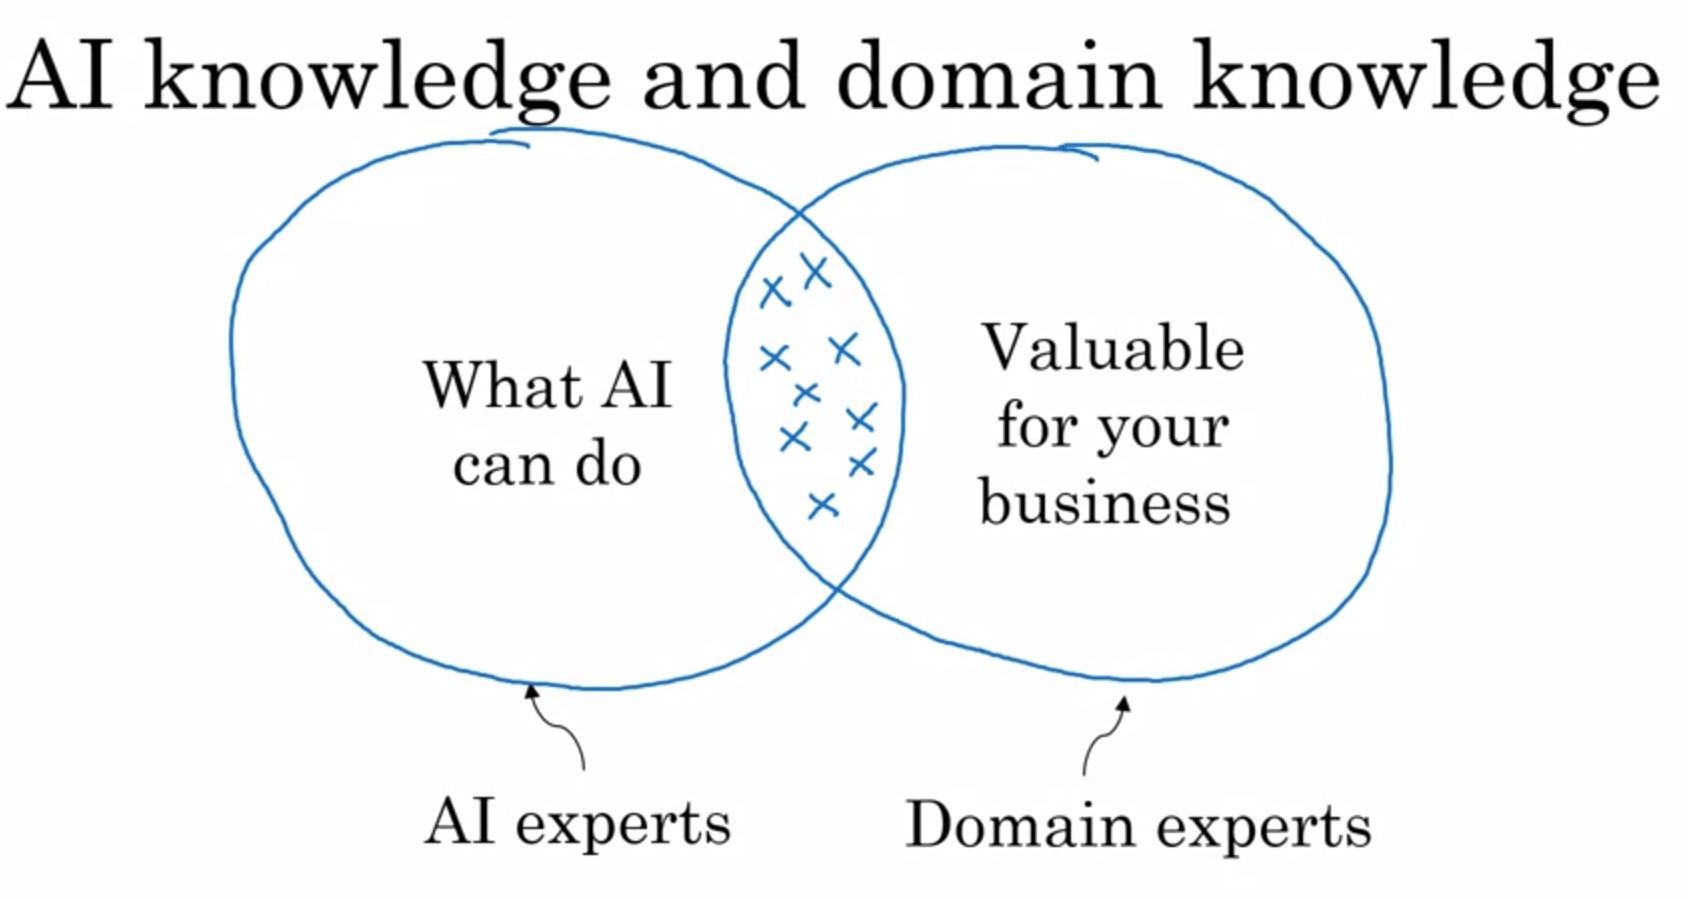 AI knowledge and domain knowledge
What AI
can do
Valuable
for your
business
AI experts
Domain experts